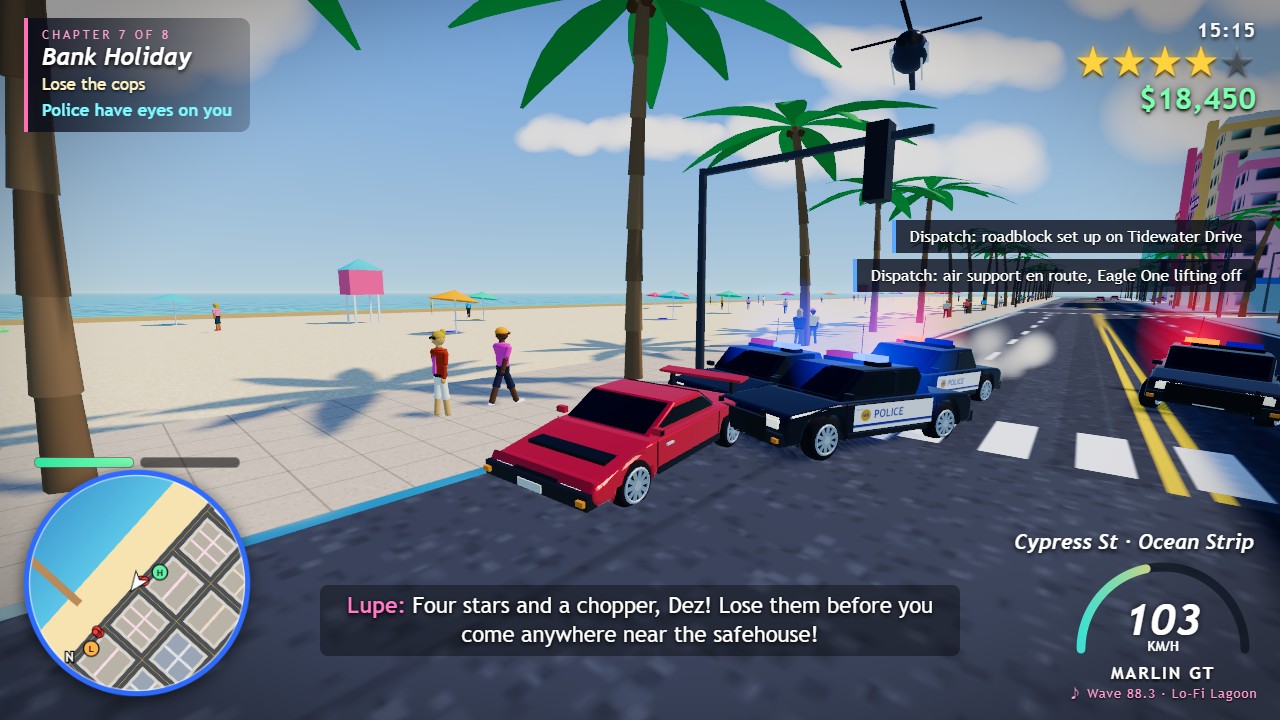 CHAPTER 7 OF 8
Bank Holiday
Lose the cops
Police have eyes on you
15:15
$18,450
Dispatch: roadblock set up on Tidewater Drive
Dispatch: air support en route, Eagle One lifting off
POLICE
POLICE
H
L
N
Cypress St · Ocean Strip
103
KM/H
MARLIN GT
♪ Wave 88.3 · Lo-Fi Lagoon
Lupe: Four stars and a chopper, Dez! Lose them before you
come anywhere near the safehouse!